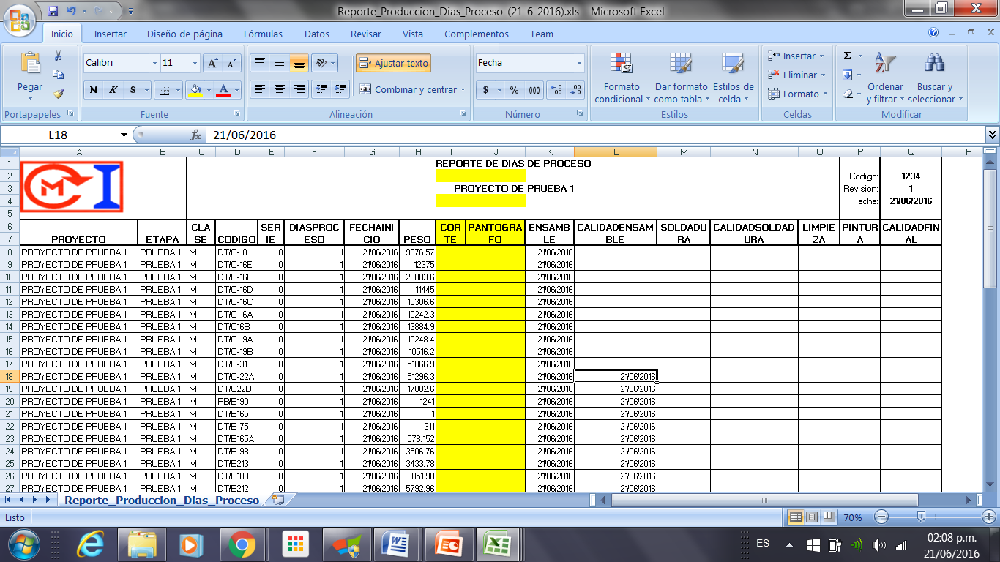 Reporte_Produccion_Dias_Proceso-(21-6-2016).xls - Microsoft Excel
Inicio Insertar Diseño de página Fórmulas Datos Revisar Vista Complementos Team
Calibri 11 Ajustar texto Fecha Insertar Σ
Pegar N K S Combinar y centrar $ % 000 Formato condicional Dar formato como tabla Estilos de celda Eliminar Formato Ordenar y filtrar Buscar y seleccionar
Portapapeles Fuente Alineación Número Estilos Celdas Modificar
L18 fx 21/06/2016
A B C D E F G H I J K L M N O P Q R
1 REPORTE DE DIAS DE PROCESO
2 Codigo: 1234
3 PROYECTO DE PRUEBA 1 Revision: 1
4 Fecha: 21/06/2016
5
M C I
6 CLA SER DIASPROC FECHAINI COR PANTOGRA ENSAMB CALIDADENSAM SOLDADU CALIDADSOLDAD LIMPIE PINTUR CALIDADFIN
7 PROYECTO ETAPA SE CODIGO IE ESO CIO PESO TE FO LE BLE RA URA ZA A AL
8 PROYECTO DE PRUEBA 1 PRUEBA 1 M DT/C-18 0 1 21/06/2016 9376.57 21/06/2016
9 PROYECTO DE PRUEBA 1 PRUEBA 1 M DT/C-16E 0 1 21/06/2016 12375 21/06/2016
10 PROYECTO DE PRUEBA 1 PRUEBA 1 M DT/C-16F 0 1 21/06/2016 29083.6 21/06/2016
11 PROYECTO DE PRUEBA 1 PRUEBA 1 M DT/C-16D 0 1 21/06/2016 11445 21/06/2016
12 PROYECTO DE PRUEBA 1 PRUEBA 1 M DT/C-16C 0 1 21/06/2016 10306.6 21/06/2016
13 PROYECTO DE PRUEBA 1 PRUEBA 1 M DT/C-16A 0 1 21/06/2016 10242.3 21/06/2016
14 PROYECTO DE PRUEBA 1 PRUEBA 1 M DT/C16B 0 1 21/06/2016 13884.9 21/06/2016
15 PROYECTO DE PRUEBA 1 PRUEBA 1 M DT/C-19A 0 1 21/06/2016 10248.4 21/06/2016
16 PROYECTO DE PRUEBA 1 PRUEBA 1 M DT/C-19B 0 1 21/06/2016 10516.2 21/06/2016
17 PROYECTO DE PRUEBA 1 PRUEBA 1 M DT/C-31 0 1 21/06/2016 51866.9 21/06/2016
18 PROYECTO DE PRUEBA 1 PRUEBA 1 M DT/C-22A 0 1 21/06/2016 51296.3 21/06/2016 21/06/2016
19 PROYECTO DE PRUEBA 1 PRUEBA 1 M DT/C22B 0 1 21/06/2016 17802.6 21/06/2016 21/06/2016
20 PROYECTO DE PRUEBA 1 PRUEBA 1 M PB/B190 0 1 21/06/2016 1241 21/06/2016 21/06/2016
21 PROYECTO DE PRUEBA 1 PRUEBA 1 M DT/B165 0 1 21/06/2016 1 21/06/2016 21/06/2016
22 PROYECTO DE PRUEBA 1 PRUEBA 1 M DT/B175 0 1 21/06/2016 311 21/06/2016 21/06/2016
23 PROYECTO DE PRUEBA 1 PRUEBA 1 M DT/B165A 0 1 21/06/2016 578.152 21/06/2016 21/06/2016
24 PROYECTO DE PRUEBA 1 PRUEBA 1 M DT/B198 0 1 21/06/2016 3506.76 21/06/2016 21/06/2016
25 PROYECTO DE PRUEBA 1 PRUEBA 1 M DT/B213 0 1 21/06/2016 3433.78 21/06/2016 21/06/2016
26 PROYECTO DE PRUEBA 1 PRUEBA 1 M DT/B188 0 1 21/06/2016 3051.98 21/06/2016 21/06/2016
27 PROYECTO DE PRUEBA 1 PRUEBA 1 M DT/B212 0 1 21/06/2016 5792.96 21/06/2016 21/06/2016
Reporte_Produccion_Dias_Proceso
Listo 70%
ES 02:08 p.m.
21/06/2016